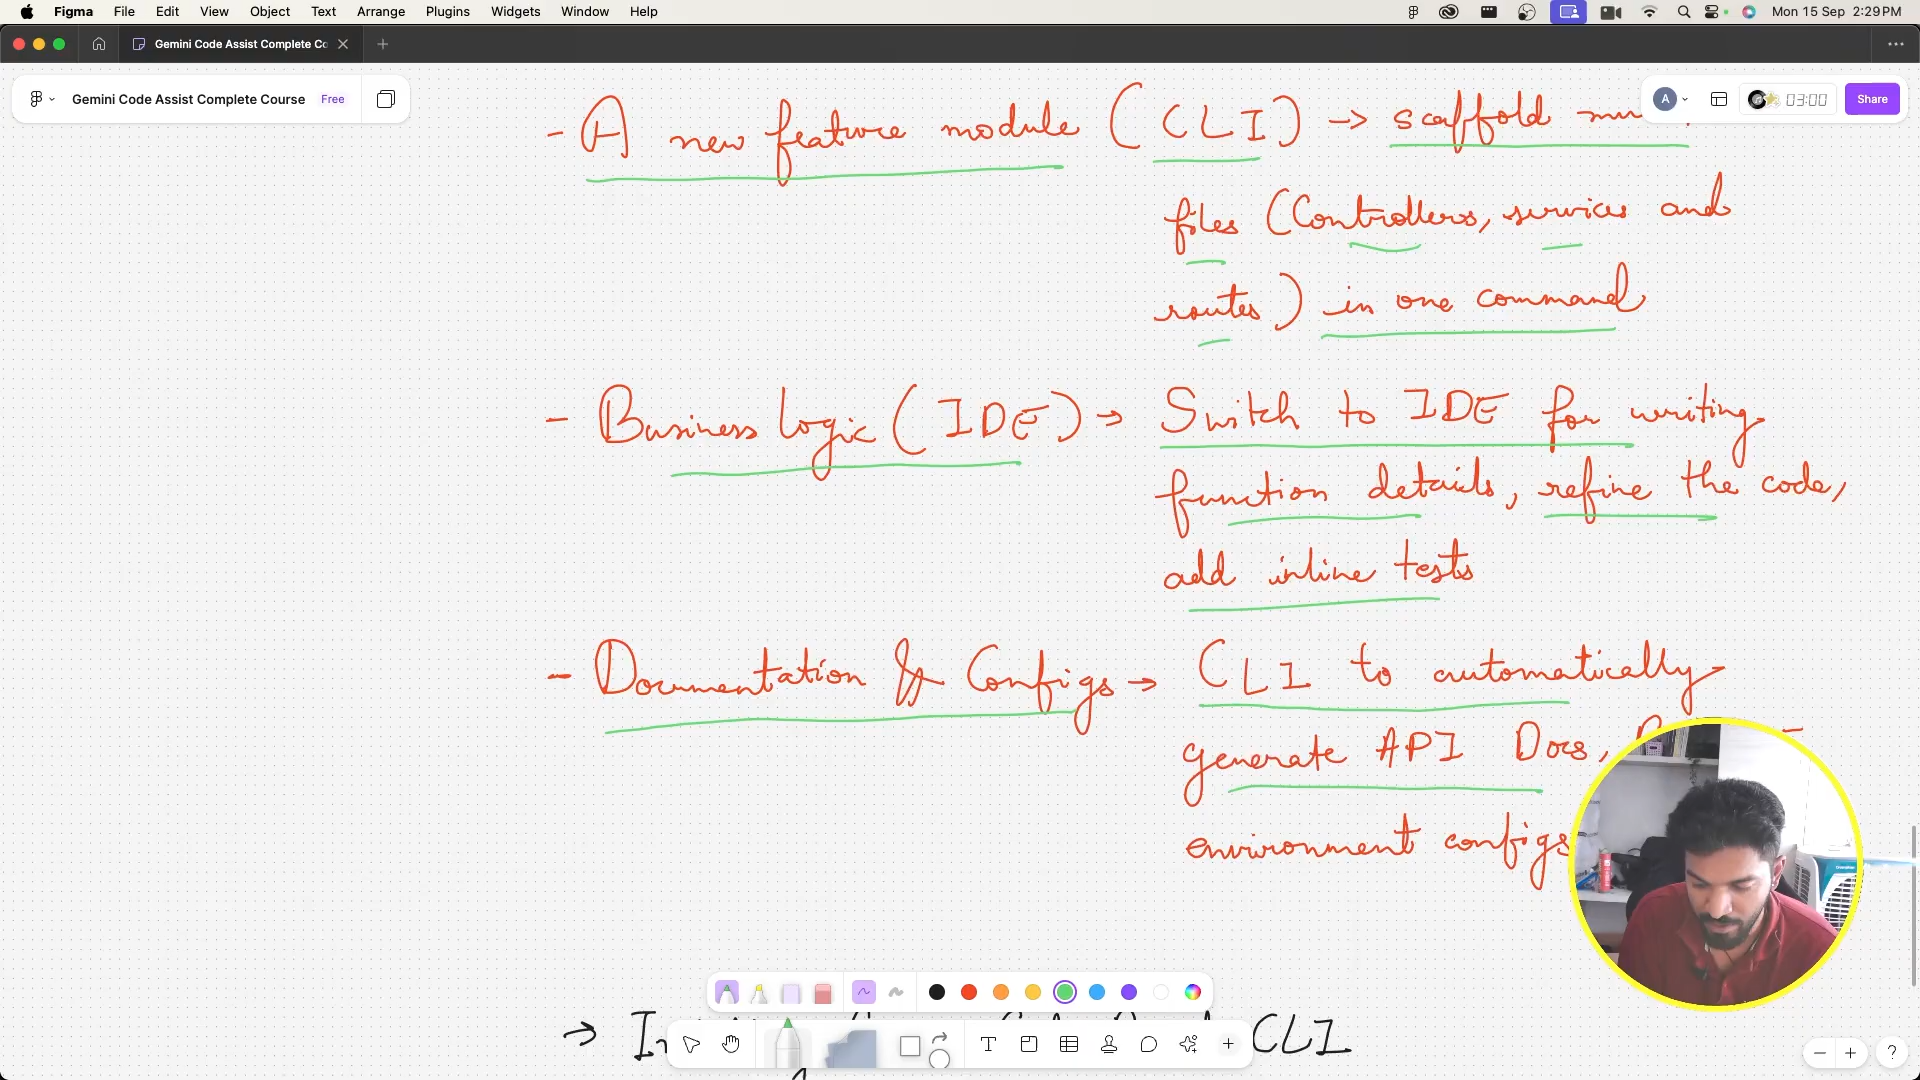 Figma File Edit View Object Text Arrange Plugins Widgets Window Help Mon 15 Sep 2:29 PM
Gemini Code Assist Complete Co
Gemini Code Assist Complete Course Free A 03:00 Share
- A new feature module (CLI) → scaffold
files (Controllers, services and
routes) in one command
- Business logic (IDE) → Switch to IDE for writing
function details, refine the code,
add inline tests
- Documentation & Configs → CLI to automatically
generate API Docs,
environment configs
→ CLI